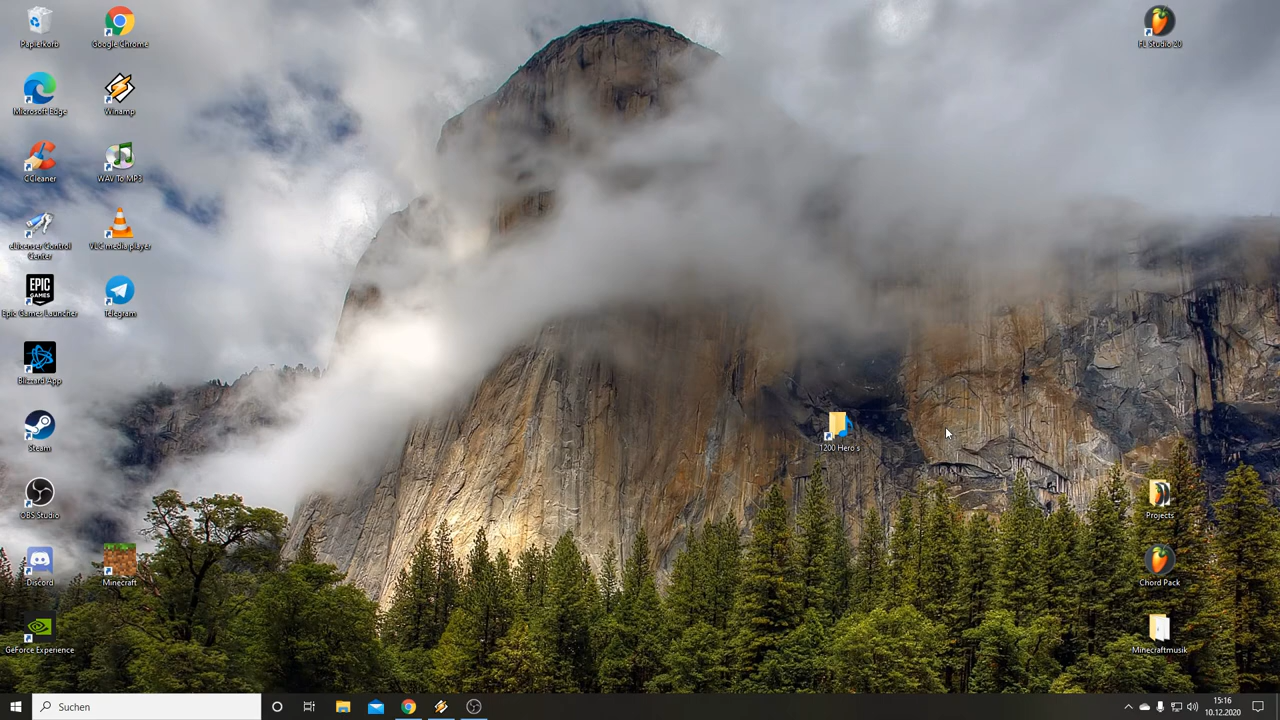 Papierkorb
Google Chrome
FL Studio 20
Microsoft Edge
Winamp
CCleaner
WAV To MP3
eLicenser Control
Center
VLC media player
EPIC
GAMES
Epic Games Launcher
Telegram
Blizzard App
Steam
1200 Hero's
OBS Studio
Projects
Discord
Minecraft
Chord Pack
GeForce Experience
Minecraftmusik
Suchen
15:16
10.12.2020